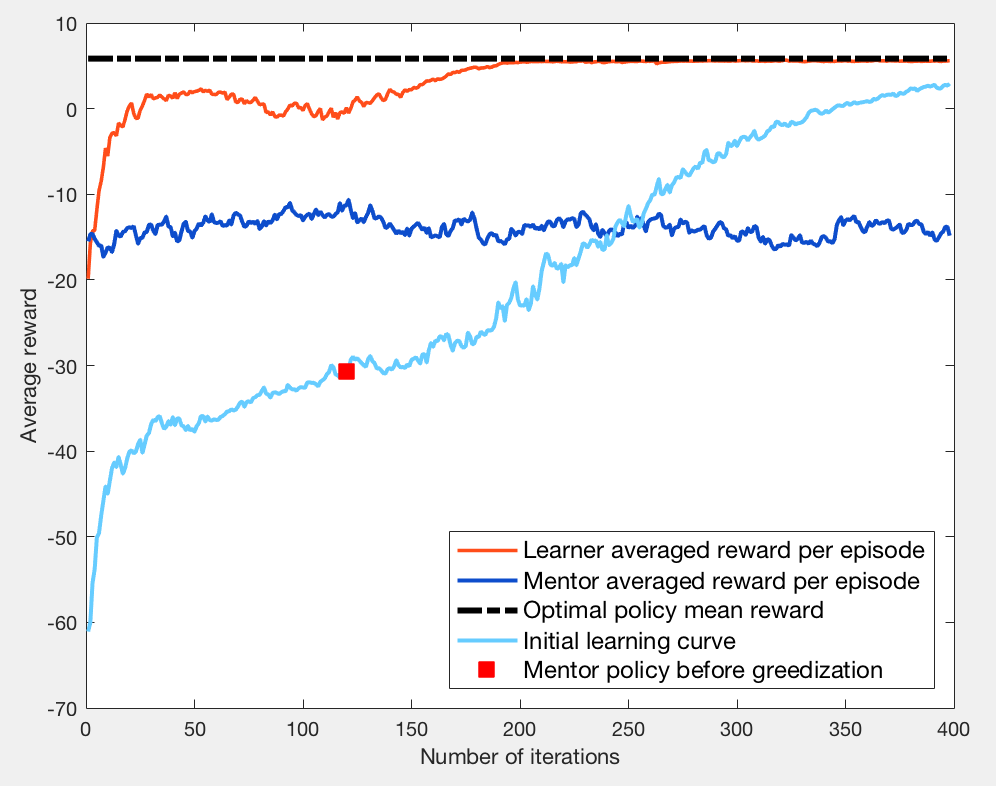 10
0
-10
-20
-30
-40
-50
-60
-70
Average reward
Learner averaged reward per episode
Mentor averaged reward per episode
Optimal policy mean reward
Initial learning curve
Mentor policy before greedization
0 50 100 150 200 250 300 350 400
Number of iterations